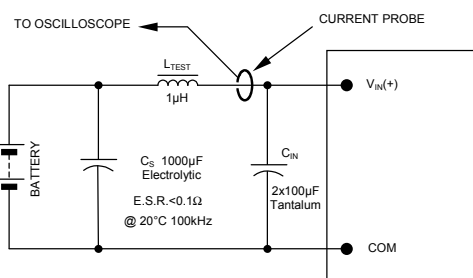 TO OSCILLOSCOPE
CURRENT PROBE
LTEST
1µH
VIN(+)
BATTERY
CS 1000µF
Electrolytic
E.S.R.<0.1Ω
@ 20°C 100kHz
CIN
2x100µF
Tantalum
COM